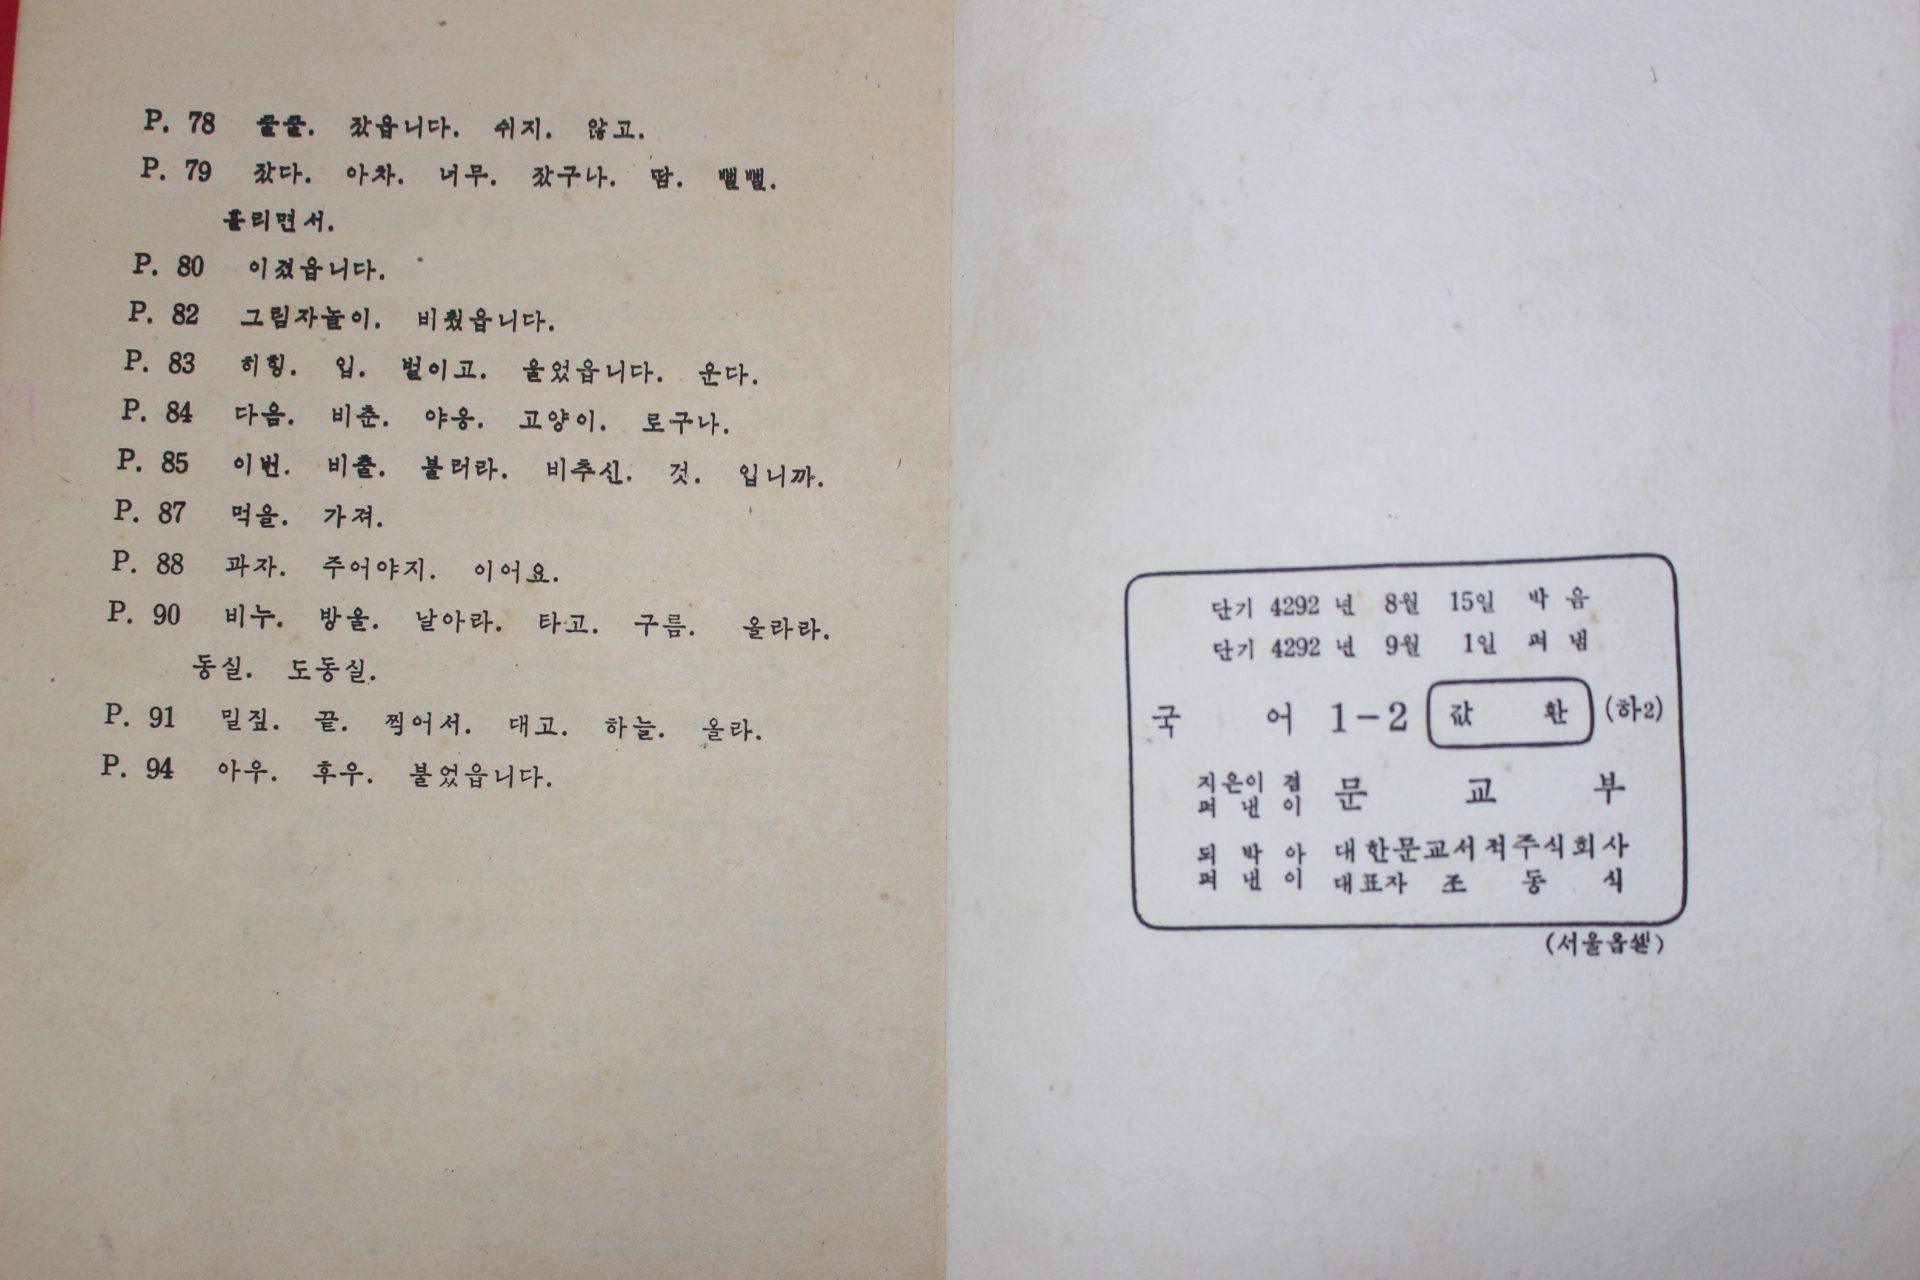 P. 78 쿨쿨. 잤읍니다. 쉬지. 않고.
P. 79 잤다. 아차. 너무. 잤구나. 땀. 뻘뻘.
흘리면서.
P. 80 이겼읍니다.
P. 82 그림자놀이. 비췄읍니다.
P. 83 히힝. 입. 벌이고. 울었읍니다. 운다.
P. 84 다음. 비춘. 야웅. 고양이. 로구나.
P. 85 이번. 비출. 불러라. 비추신. 것. 입니까.
P. 87 먹을. 가져.
P. 88 과자. 주어야지. 이어요.
P. 90 비누. 방울. 날아라. 타고. 구름. 올라라.
동실. 도동실.
P. 91 밀짚. 끝. 찍어서. 대고. 하늘. 올라.
P. 94 아우. 후우. 불었읍니다.
단기 4292 년 8월 15일 박음
단기 4292 년 9월 1일 펴냄
국 어 1-2 값 환 (하2)
지은이 겸 펴낸이 문 교 부
되박아 펴낸이 대한문교서적주식회사
대표자 조 동 식
(서울옵셑)